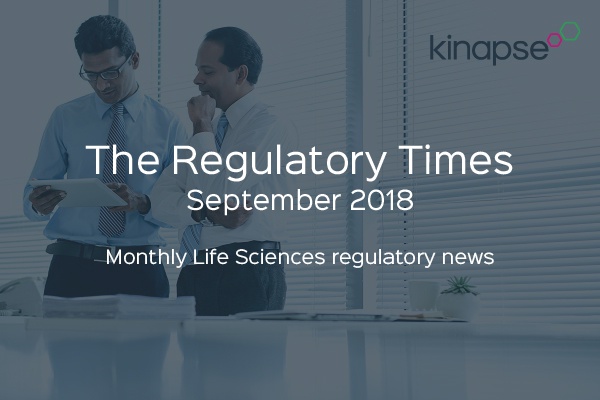 kinapse
The Regulatory Times
September 2018
Monthly Life Sciences regulatory news